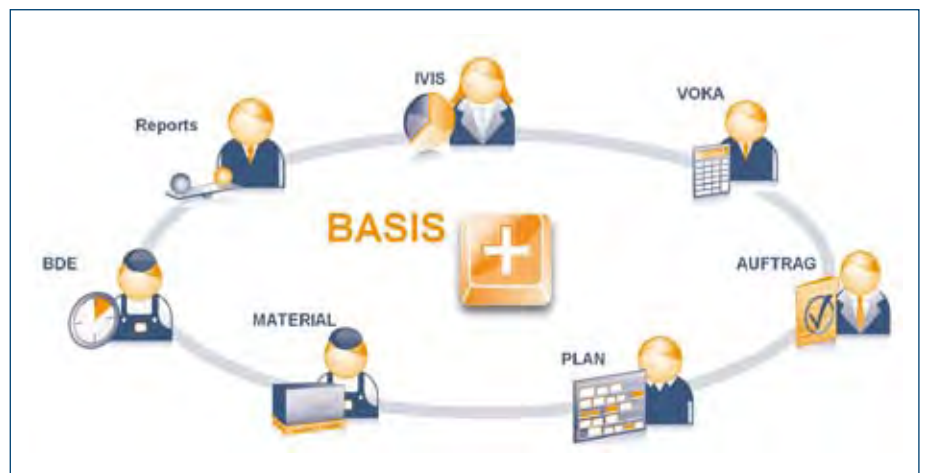 IVIS
VOKA
Reports
BASIS
BDE
AUFTRAG
MATERIAL
PLAN